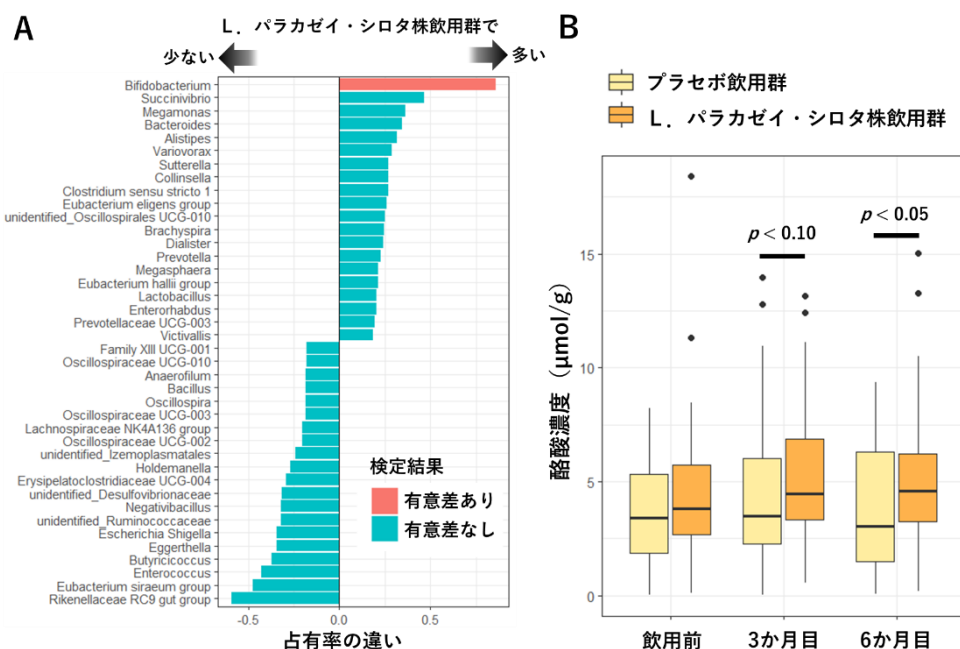 A
L．パラカゼイ・シロタ株飲用群で
少ない
多い
Bifidobacterium
Succinivibrio
Megamonas
Bacteroides
Alistipes
Variovorax
Sutterella
Collinsella
Clostridium sensu stricto 1
Eubacterium eligens group
unidentified_Oscillospirales UCG-010
Brachyspira
Dialister
Prevotella
Megasphaera
Eubacterium hallii group
Lactobacillus
Enterorhabdus
Prevotellaceae UCG-003
Victivallis
Family XIII UCG-001
Oscillospiraceae UCG-010
Anaerofilum
Bacillus
Oscillospira
Oscillospiraceae UCG-003
Lachnospiraceae NK4A136 group
Oscillospiraceae UCG-002
unidentified_Izemoplasmatales
Holdemanella
Erysipelatoclostridiaceae UCG-004
unidentified_Desulfovibrionaceae
Negativibacillus
unidentified_Ruminococcaceae
Escherichia Shigella
Eggerthella
Butyricicoccus
Enterococcus
Eubacterium siraeum group
Rikenellaceae RC9 gut group
検定結果
有意差あり
有意差なし
-0.5
0.0
0.5
占有率の違い
B
プラセボ飲用群
L．パラカゼイ・シロタ株飲用群
酪酸濃度（μmol/g）
15
10
5
0
p < 0.10
p < 0.05
飲用前
3か月目
6か月目